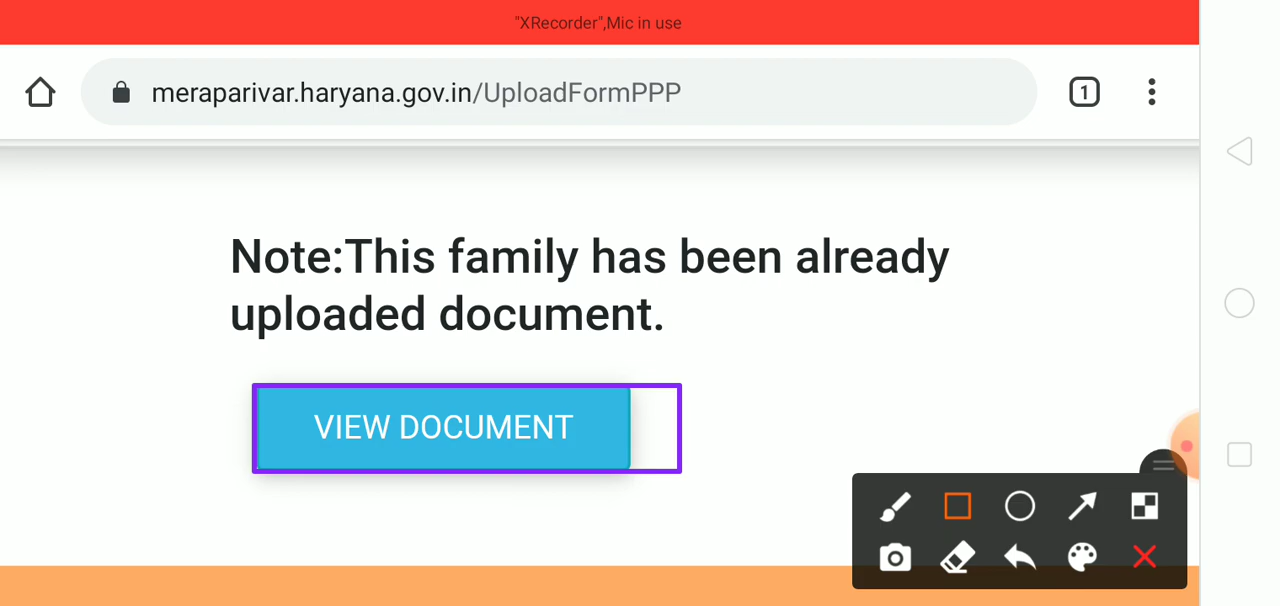 "XRecorder",Mic in use
meraparivar.haryana.gov.in/UploadFormPPP
1
Note:This family has been already
uploaded document.
VIEW DOCUMENT